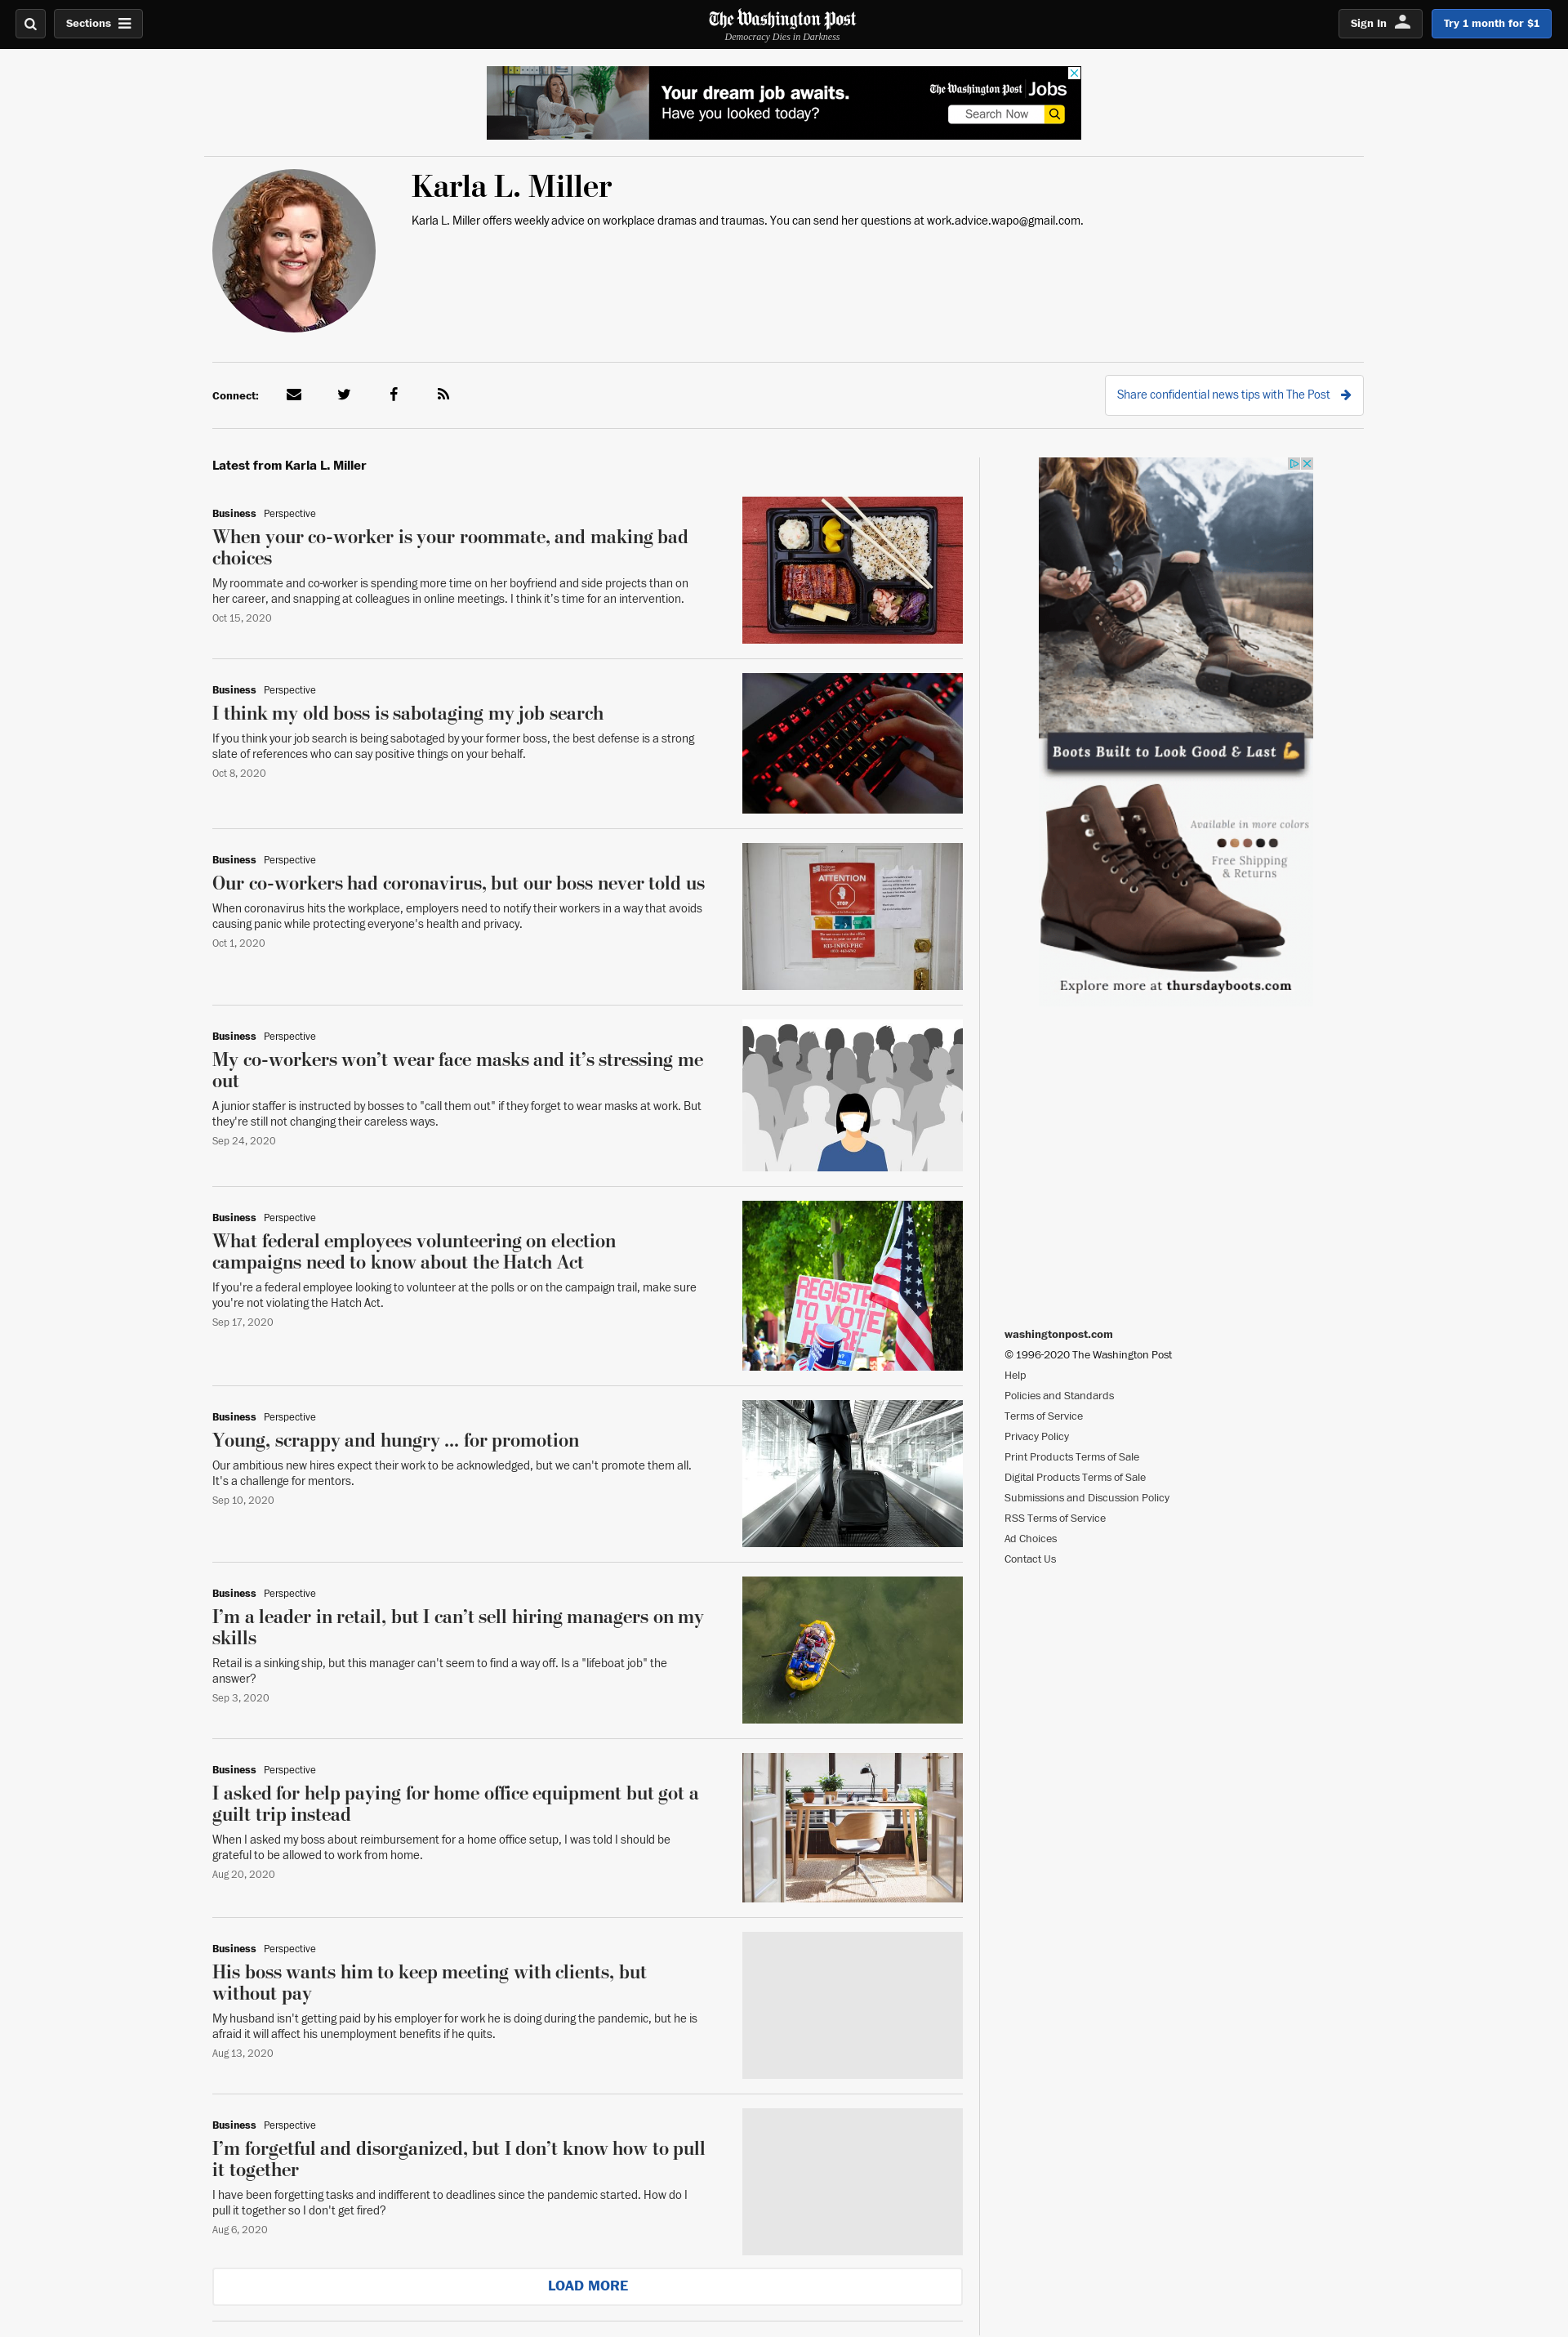 Sections
The Washington Post
Democracy Dies in Darkness
Sign In
Try 1 month for $1
Your dream job awaits.
Have you looked today?
The Washington Post Jobs
Search Now
Karla L. Miller
Karla L. Miller offers weekly advice on workplace dramas and traumas. You can send her questions at work.advice.wapo@gmail.com.
Connect:
Share confidential news tips with The Post
Latest from Karla L. Miller
Business Perspective
When your co-worker is your roommate, and making bad
choices
My roommate and co-worker is spending more time on her boyfriend and side projects than on
her career, and snapping at colleagues in online meetings. I think it's time for an intervention.
Oct 15, 2020
Business Perspective
I think my old boss is sabotaging my job search
If you think your job search is being sabotaged by your former boss, the best defense is a strong
slate of references who can say positive things on your behalf.
Oct 8, 2020
Business Perspective
Our co-workers had coronavirus, but our boss never told us
When coronavirus hits the workplace, employers need to notify their workers in a way that avoids
causing panic while protecting everyone's health and privacy.
Oct 1, 2020
ATTENTION
STOP
Business Perspective
My co-workers won’t wear face masks and it’s stressing me
out
A junior staffer is instructed by bosses to "call them out" if they forget to wear masks at work. But
they're still not changing their careless ways.
Sep 24, 2020
Business Perspective
What federal employees volunteering on election
campaigns need to know about the Hatch Act
If you're a federal employee looking to volunteer at the polls or on the campaign trail, make sure
you're not violating the Hatch Act.
Sep 17, 2020
REGISTE
TO VOTE
Business Perspective
Young, scrappy and hungry ... for promotion
Our ambitious new hires expect their work to be acknowledged, but we can't promote them all.
It's a challenge for mentors.
Sep 10, 2020
Business Perspective
I’m a leader in retail, but I can’t sell hiring managers on my
skills
Retail is a sinking ship, but this manager can't seem to find a way off. Is a "lifeboat job" the
answer?
Sep 3, 2020
Business Perspective
I asked for help paying for home office equipment but got a
guilt trip instead
When I asked my boss about reimbursement for a home office setup, I was told I should be
grateful to be allowed to work from home.
Aug 20, 2020
Business Perspective
His boss wants him to keep meeting with clients, but
without pay
My husband isn't getting paid by his employer for work he is doing during the pandemic, but he is
afraid it will affect his unemployment benefits if he quits.
Aug 13, 2020
Business Perspective
I’m forgetful and disorganized, but I don’t know how to pull
it together
I have been forgetting tasks and indifferent to deadlines since the pandemic started. How do I
pull it together so I don't get fired?
Aug 6, 2020
LOAD MORE
Boots Built to Look Good & Last 💪
Available in more colors
Free Shipping
& Returns
Explore more at thursdayboots.com
washingtonpost.com
© 1996-2020 The Washington Post
Help
Policies and Standards
Terms of Service
Privacy Policy
Print Products Terms of Sale
Digital Products Terms of Sale
Submissions and Discussion Policy
RSS Terms of Service
Ad Choices
Contact Us